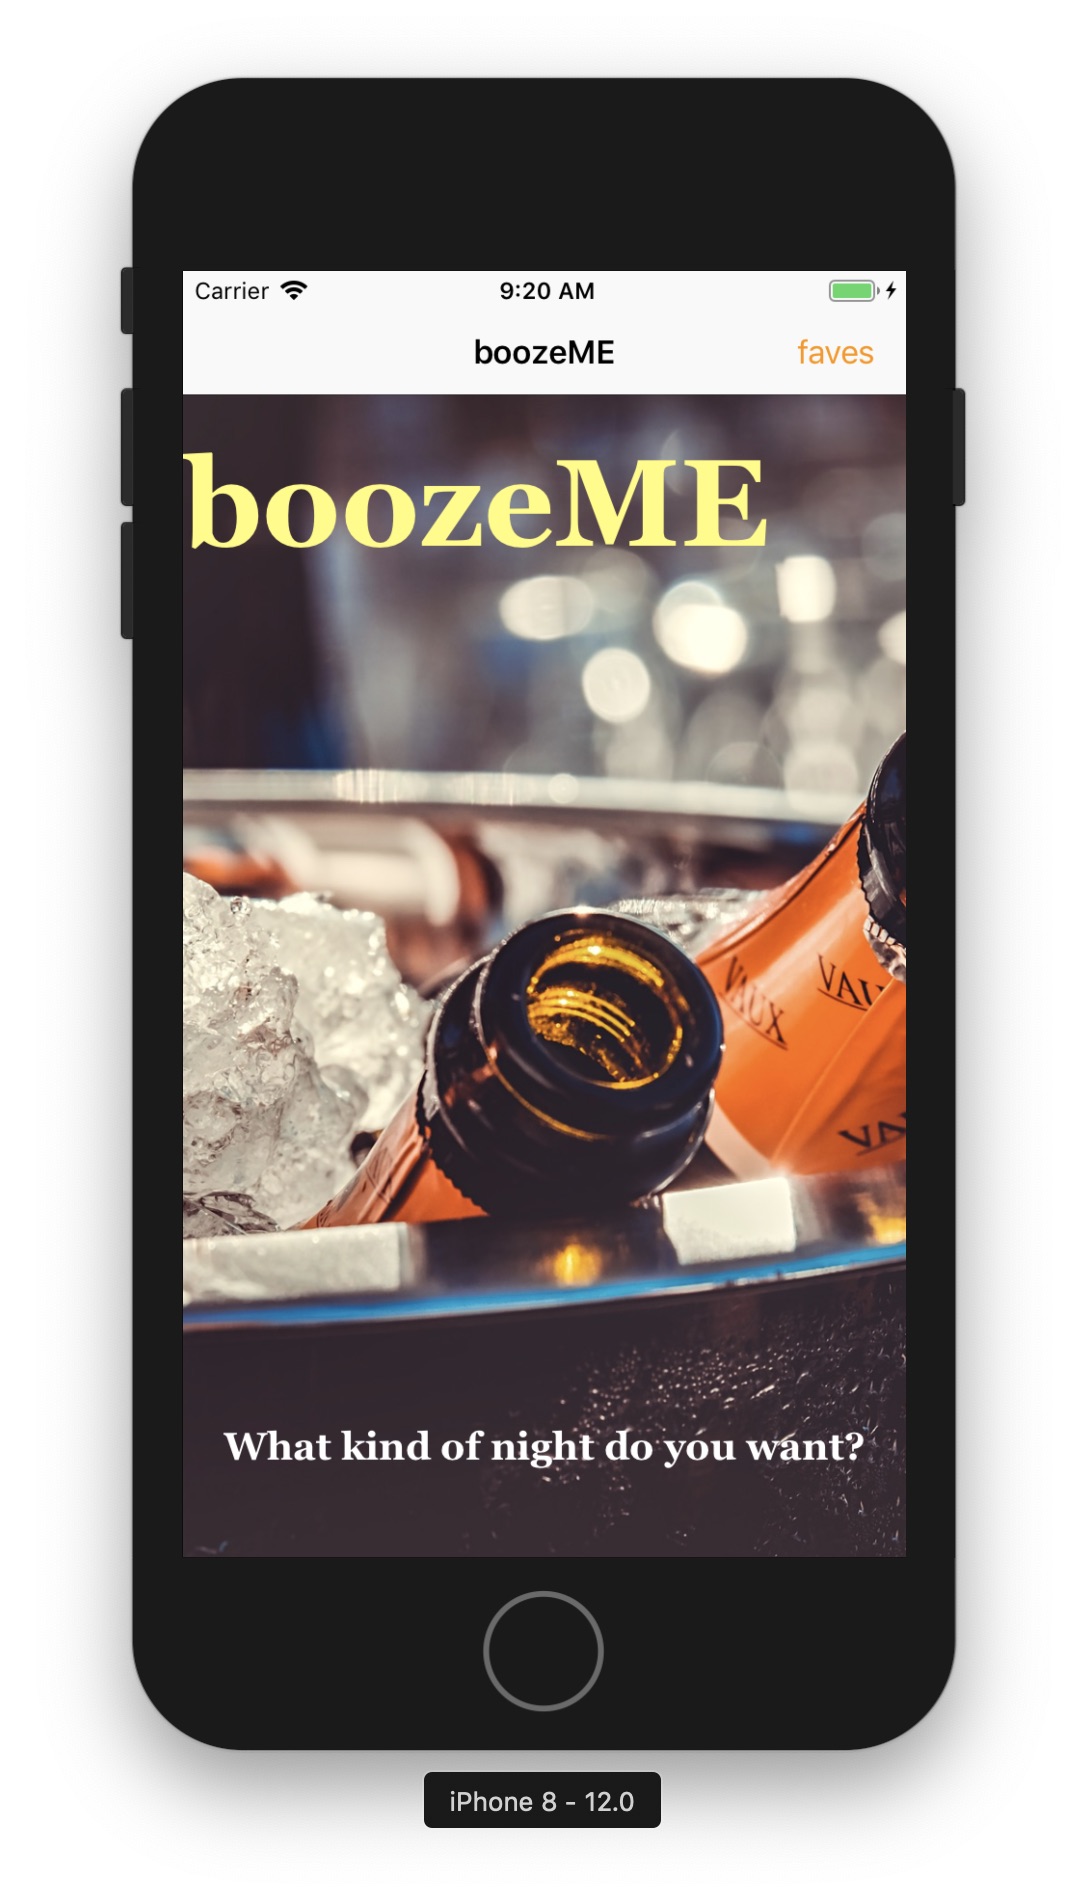 Carrier 9:20 AM
boozeME faves
boozeME
VAUX
VAU
VA
What kind of night do you want?
iPhone 8 - 12.0